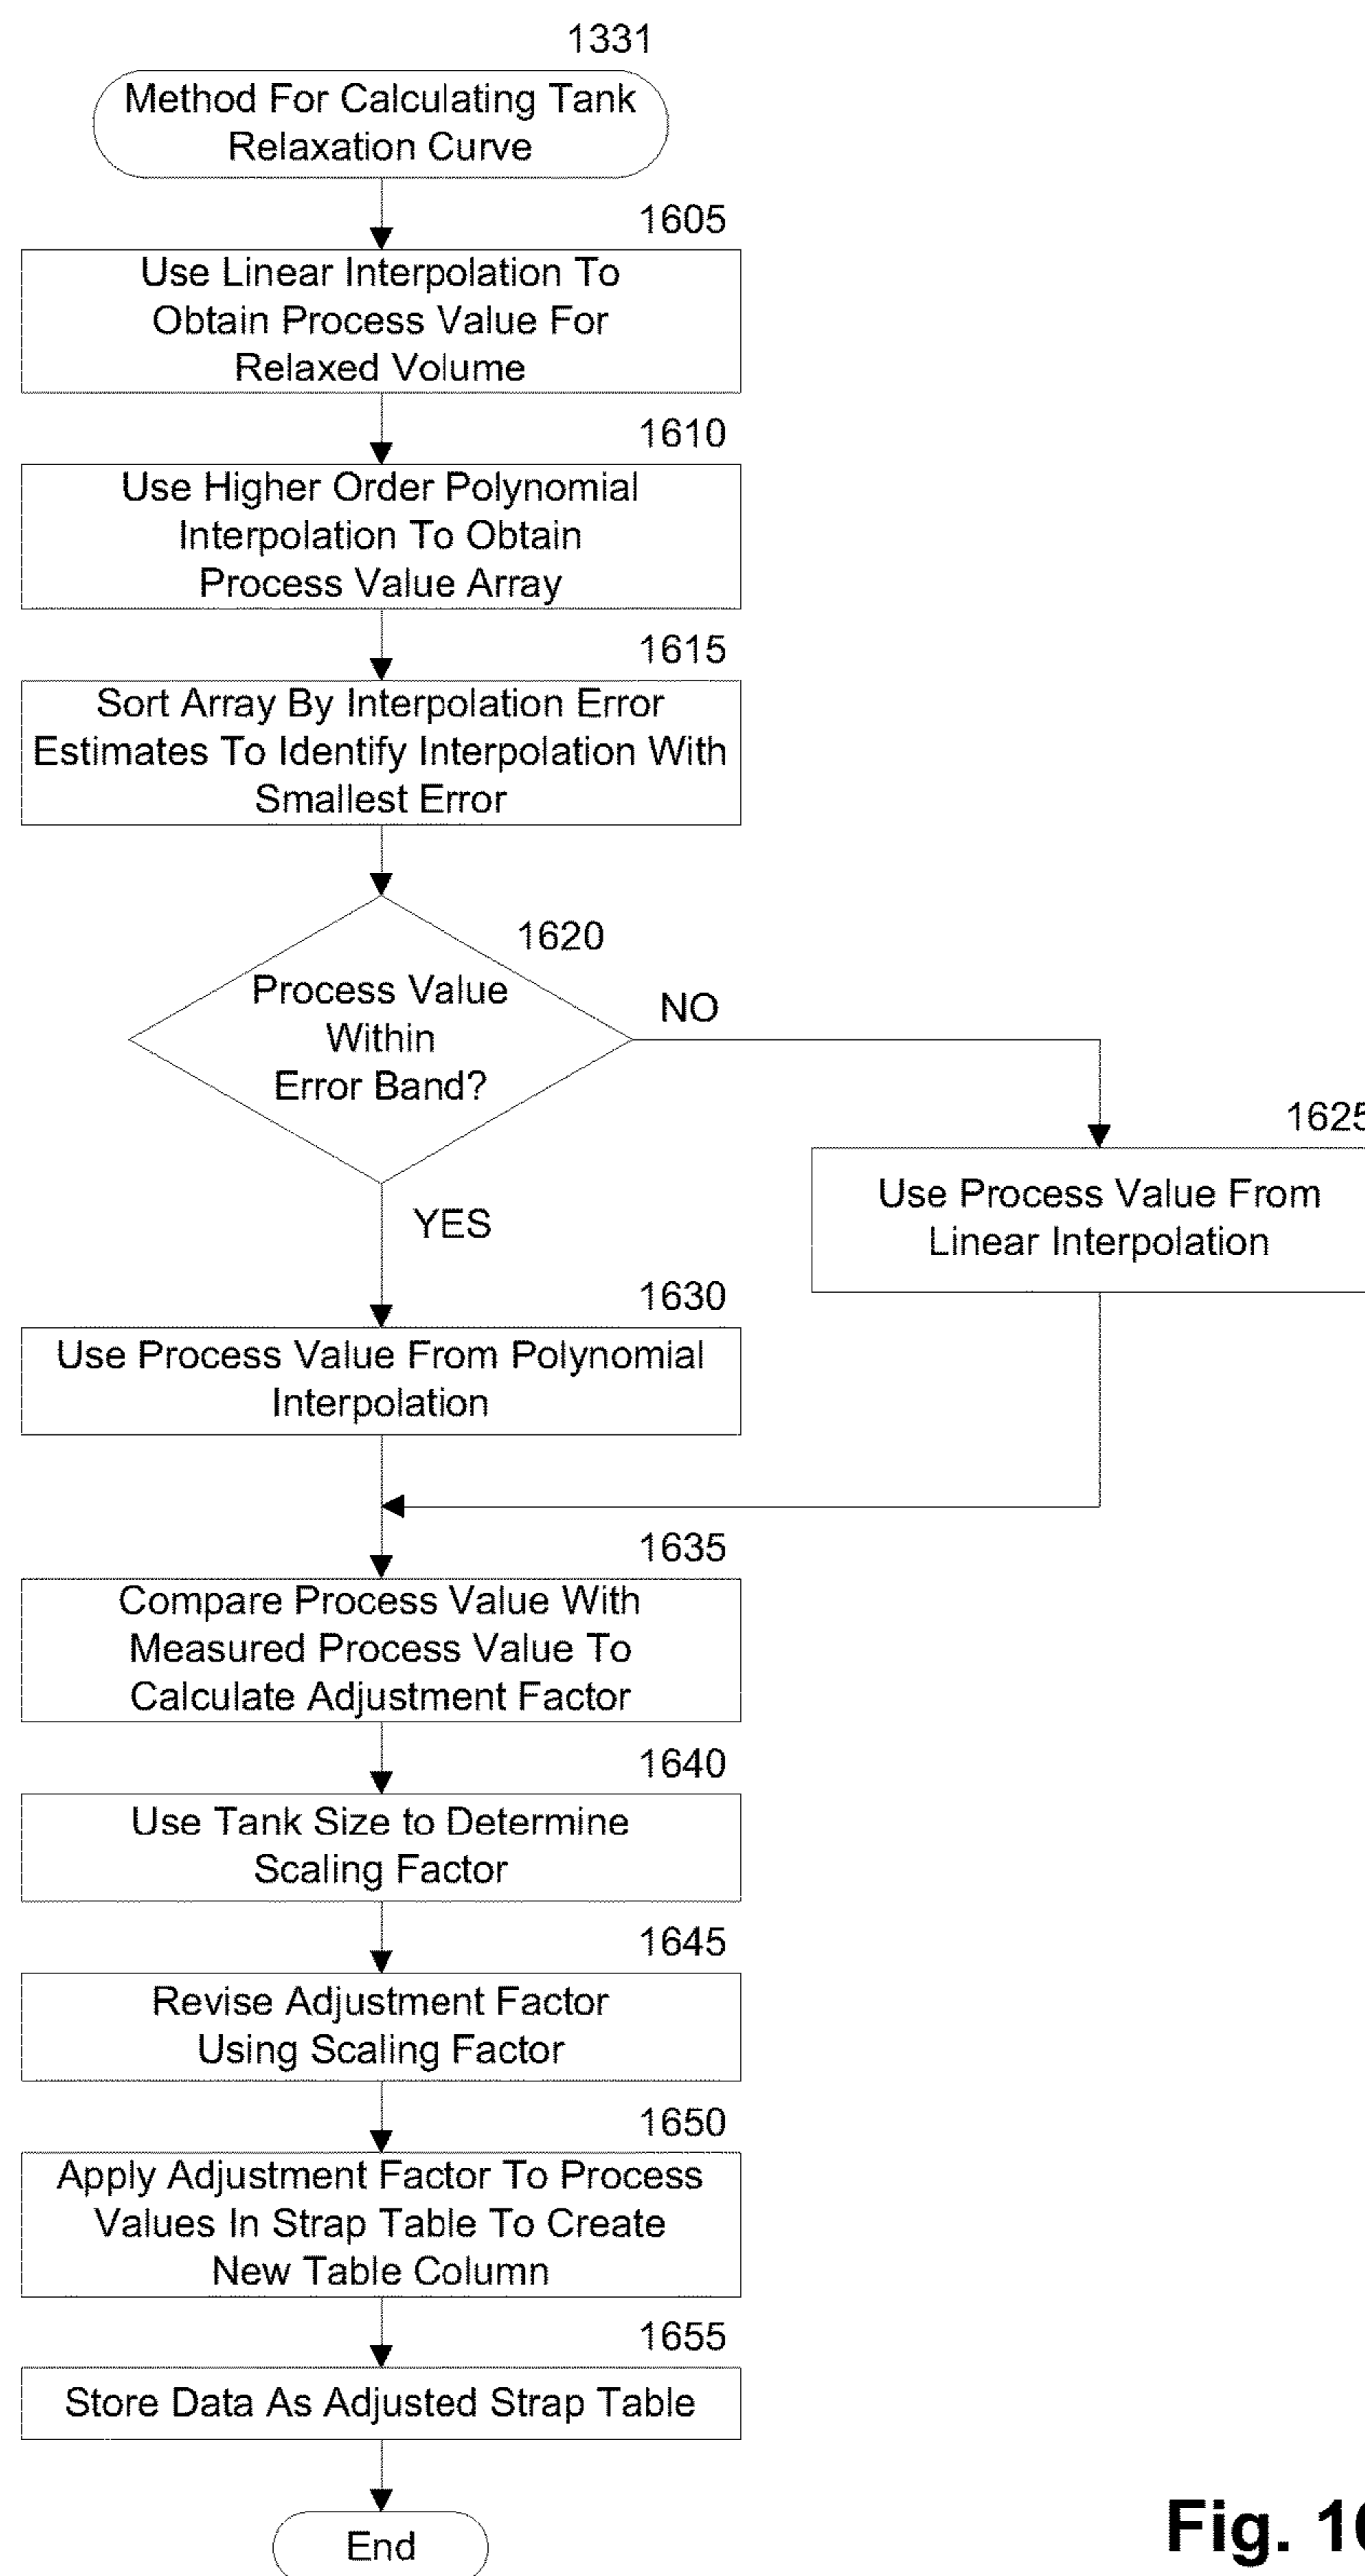 1331
Method For Calculating Tank
Relaxation Curve
1605
Use Linear Interpolation To
Obtain Process Value For
Relaxed Volume
1610
Use Higher Order Polynomial
Interpolation To Obtain
Process Value Array
1615
Sort Array By Interpolation Error
Estimates To Identify Interpolation With
Smallest Error
1620
Process Value
Within
Error Band?
NO
1625
Use Process Value From
Linear Interpolation
YES
1630
Use Process Value From Polynomial
Interpolation
1635
Compare Process Value With
Measured Process Value To
Calculate Adjustment Factor
1640
Use Tank Size to Determine
Scaling Factor
1645
Revise Adjustment Factor
Using Scaling Factor
1650
Apply Adjustment Factor To Process
Values In Strap Table To Create
New Table Column
1655
Store Data As Adjusted Strap Table
End
Fig. 16